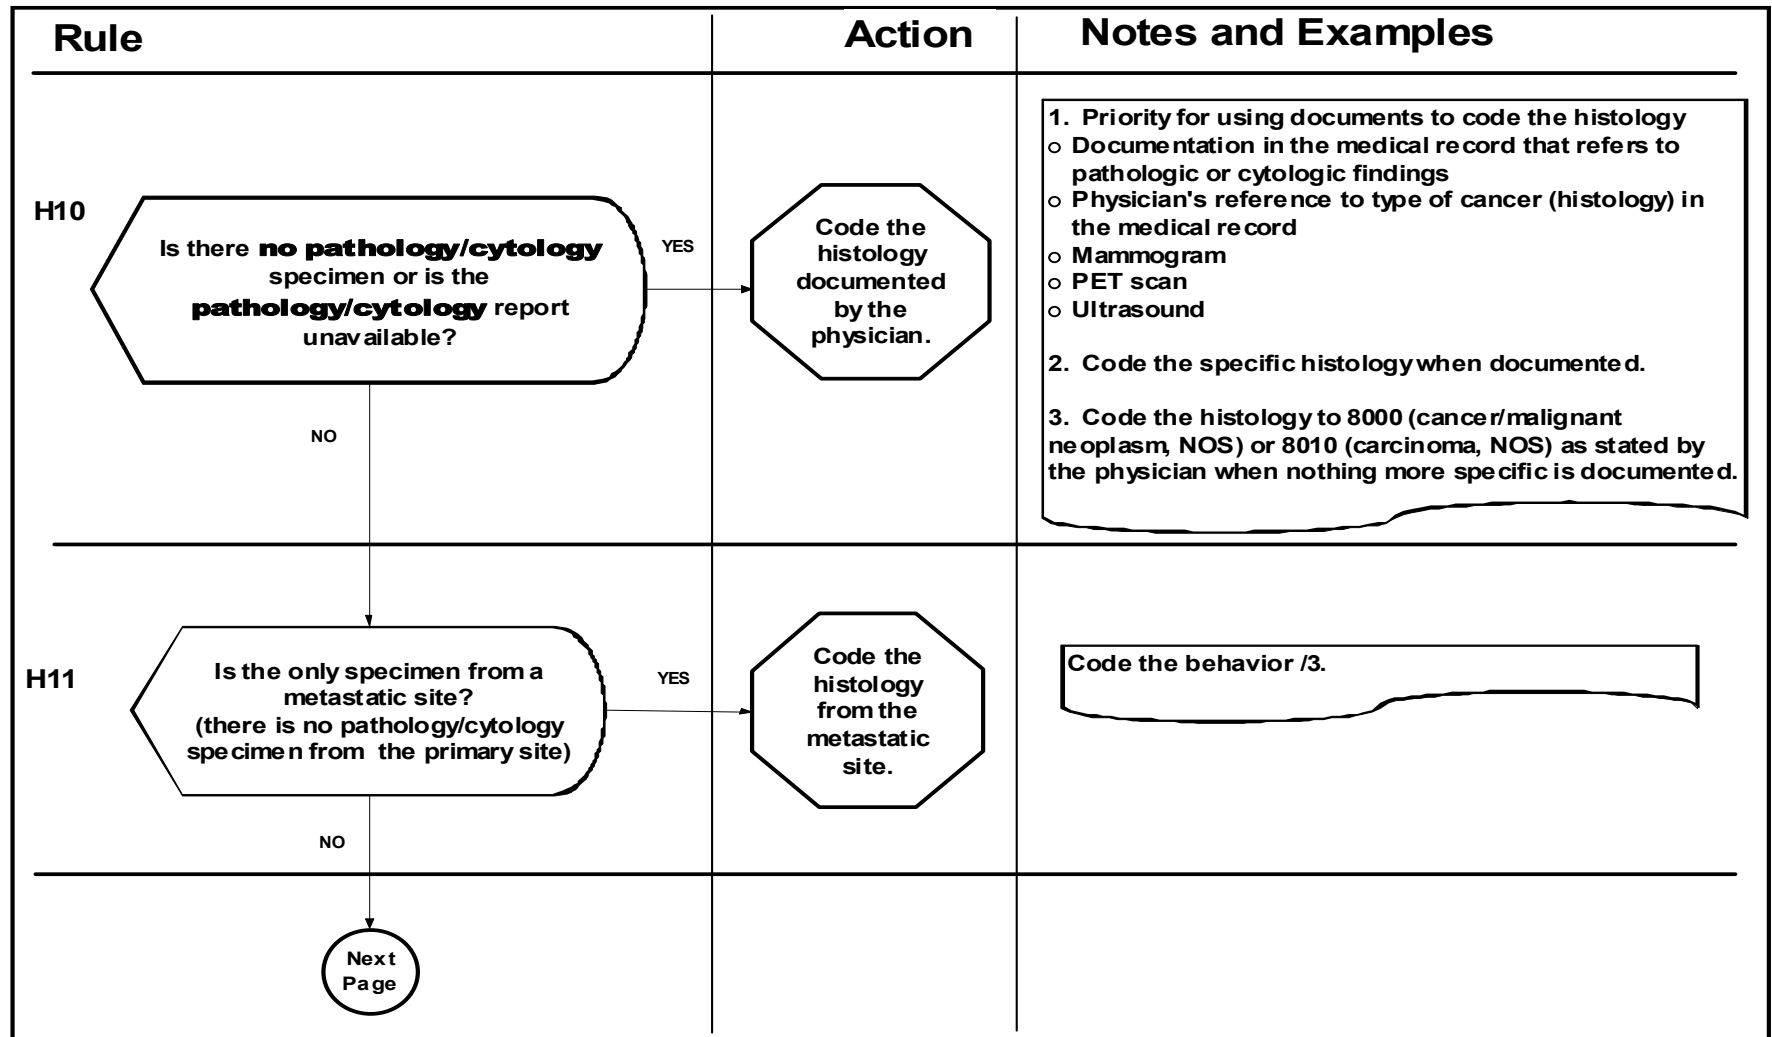 Rule
Action
Notes and Examples
H10
Is there no pathology/cytology
specimen or is the
pathology/cytology report
unavailable?
YES
Code the
histology
documented
by the
physician.
1. Priority for using documents to code the histology
o Documentation in the medical record that refers to
pathologic or cytologic findings
o Physician's reference to type of cancer (histology) in
the medical record
o Mammogram
o PET scan
o Ultrasound
2. Code the specific histology when documented.
3. Code the histology to 8000 (cancer/malignant
neoplasm, NOS) or 8010 (carcinoma, NOS) as stated by
the physician when nothing more specific is documented.
NO
H11
Is the only specimen from a
metastatic site?
(there is no pathology/cytology
specimen from the primary site)
YES
Code the
histology
from the
metastatic
site.
Code the behavior /3.
NO
Next
Page